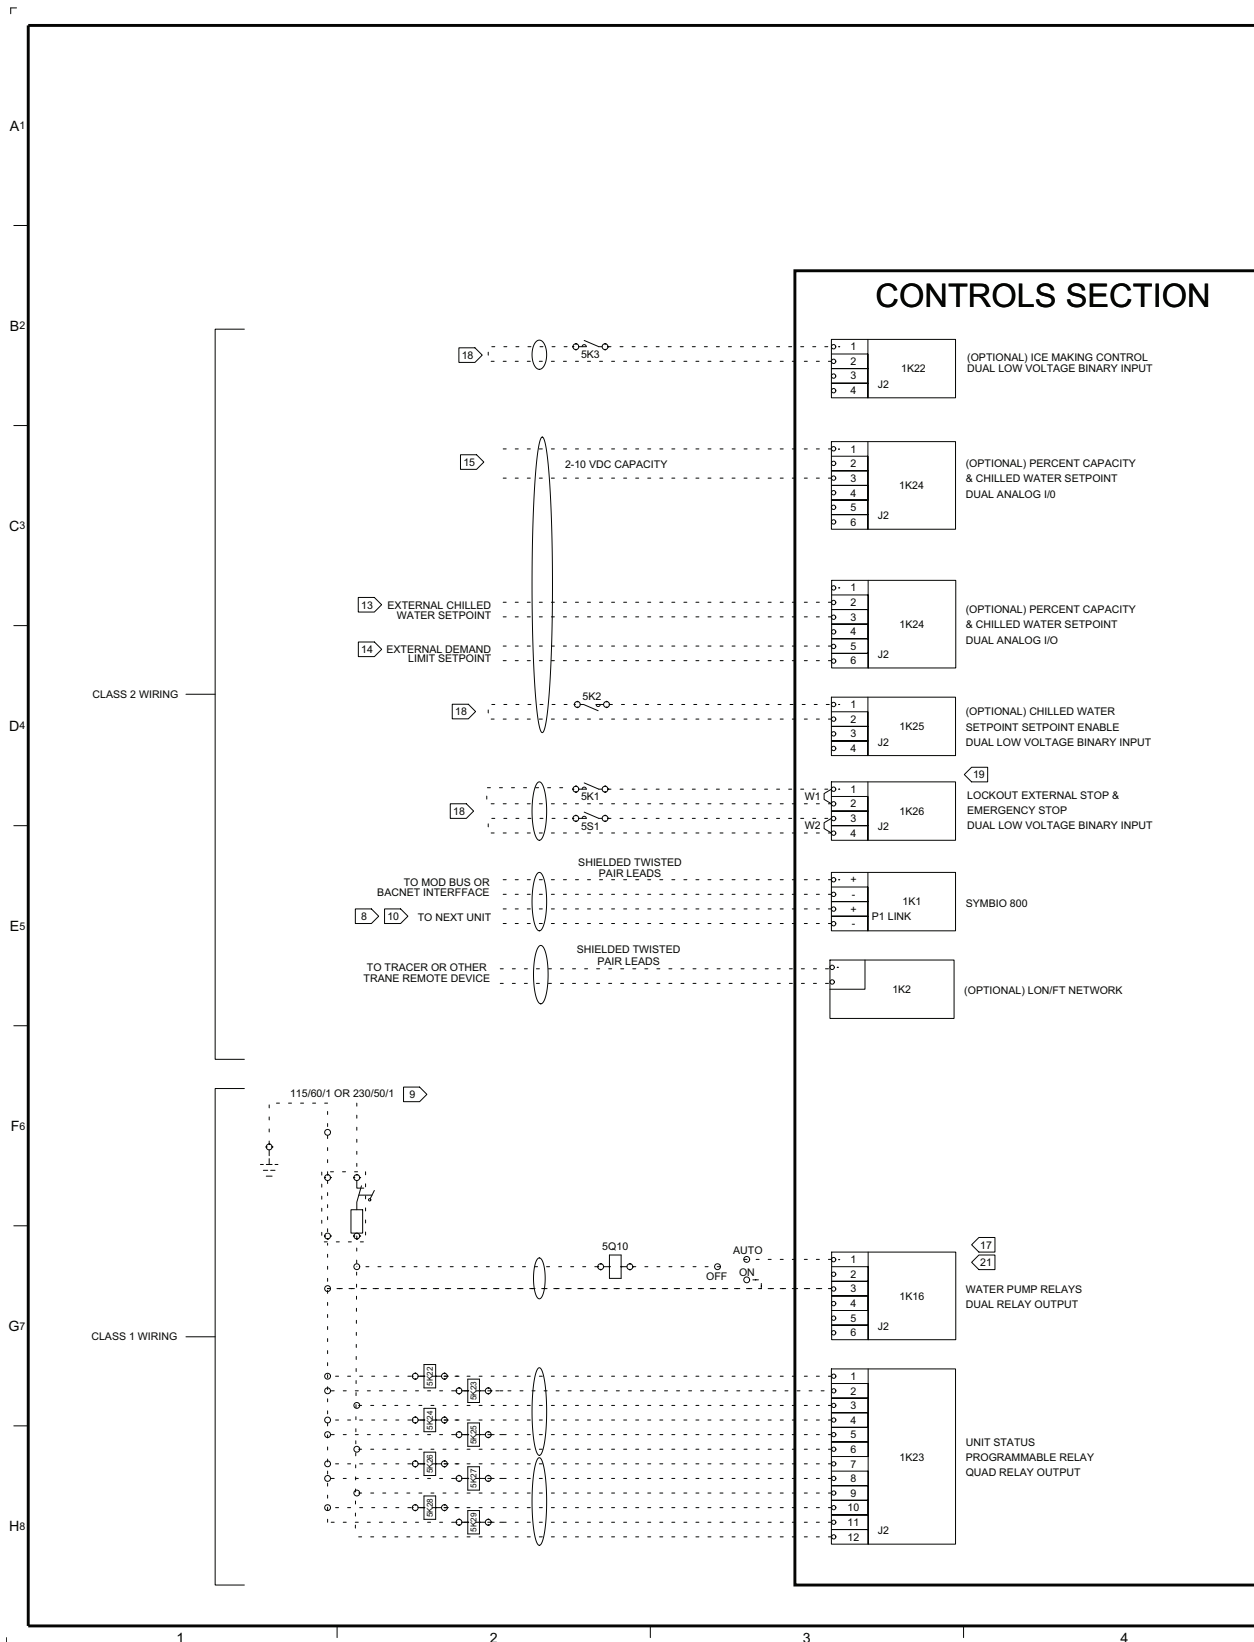 A1
B2
C3
D4
E5
F6
G7
H8
1
2
3
4
CONTROLS SECTION
CLASS 2 WIRING
18
5K3
1
2
3
4
1K22
J2
(OPTIONAL) ICE MAKING CONTROL
DUAL LOW VOLTAGE BINARY INPUT
15
2-10 VDC CAPACITY
1
2
3
4
5
6
1K24
J2
(OPTIONAL) PERCENT CAPACITY
& CHILLED WATER SETPOINT
DUAL ANALOG I/0
13
EXTERNAL CHILLED
WATER SETPOINT
14
EXTERNAL DEMAND
LIMIT SETPOINT
1
2
3
4
5
6
1K24
J2
(OPTIONAL) PERCENT CAPACITY
& CHILLED WATER SETPOINT
DUAL ANALOG I/O
18
5K2
1
2
3
4
1K25
J2
(OPTIONAL) CHILLED WATER
SETPOINT SETPOINT ENABLE
DUAL LOW VOLTAGE BINARY INPUT
19
18
5K1
5S1
W1
W2
1
2
3
4
1K26
J2
LOCKOUT EXTERNAL STOP &
EMERGENCY STOP
DUAL LOW VOLTAGE BINARY INPUT
SHIELDED TWISTED
PAIR LEADS
TO MOD BUS OR
BACNET INTERFFACE
8
10
TO NEXT UNIT
+
-
+
-
1K1
P1 LINK
SYMBIO 800
SHIELDED TWISTED
PAIR LEADS
TO TRACER OR OTHER
TRANE REMOTE DEVICE
1K2
(OPTIONAL) LON/FT NETWORK
CLASS 1 WIRING
115/60/1 OR 230/50/1
9
5Q10
AUTO
OFF
ON
1
2
3
4
5
6
1K16
J2
17
21
WATER PUMP RELAYS
DUAL RELAY OUTPUT
5K22
5K23
5K24
5K25
5K26
5K27
5K28
5K29
1
2
3
4
5
6
7
8
9
10
11
12
1K23
J2
UNIT STATUS
PROGRAMMABLE RELAY
QUAD RELAY OUTPUT